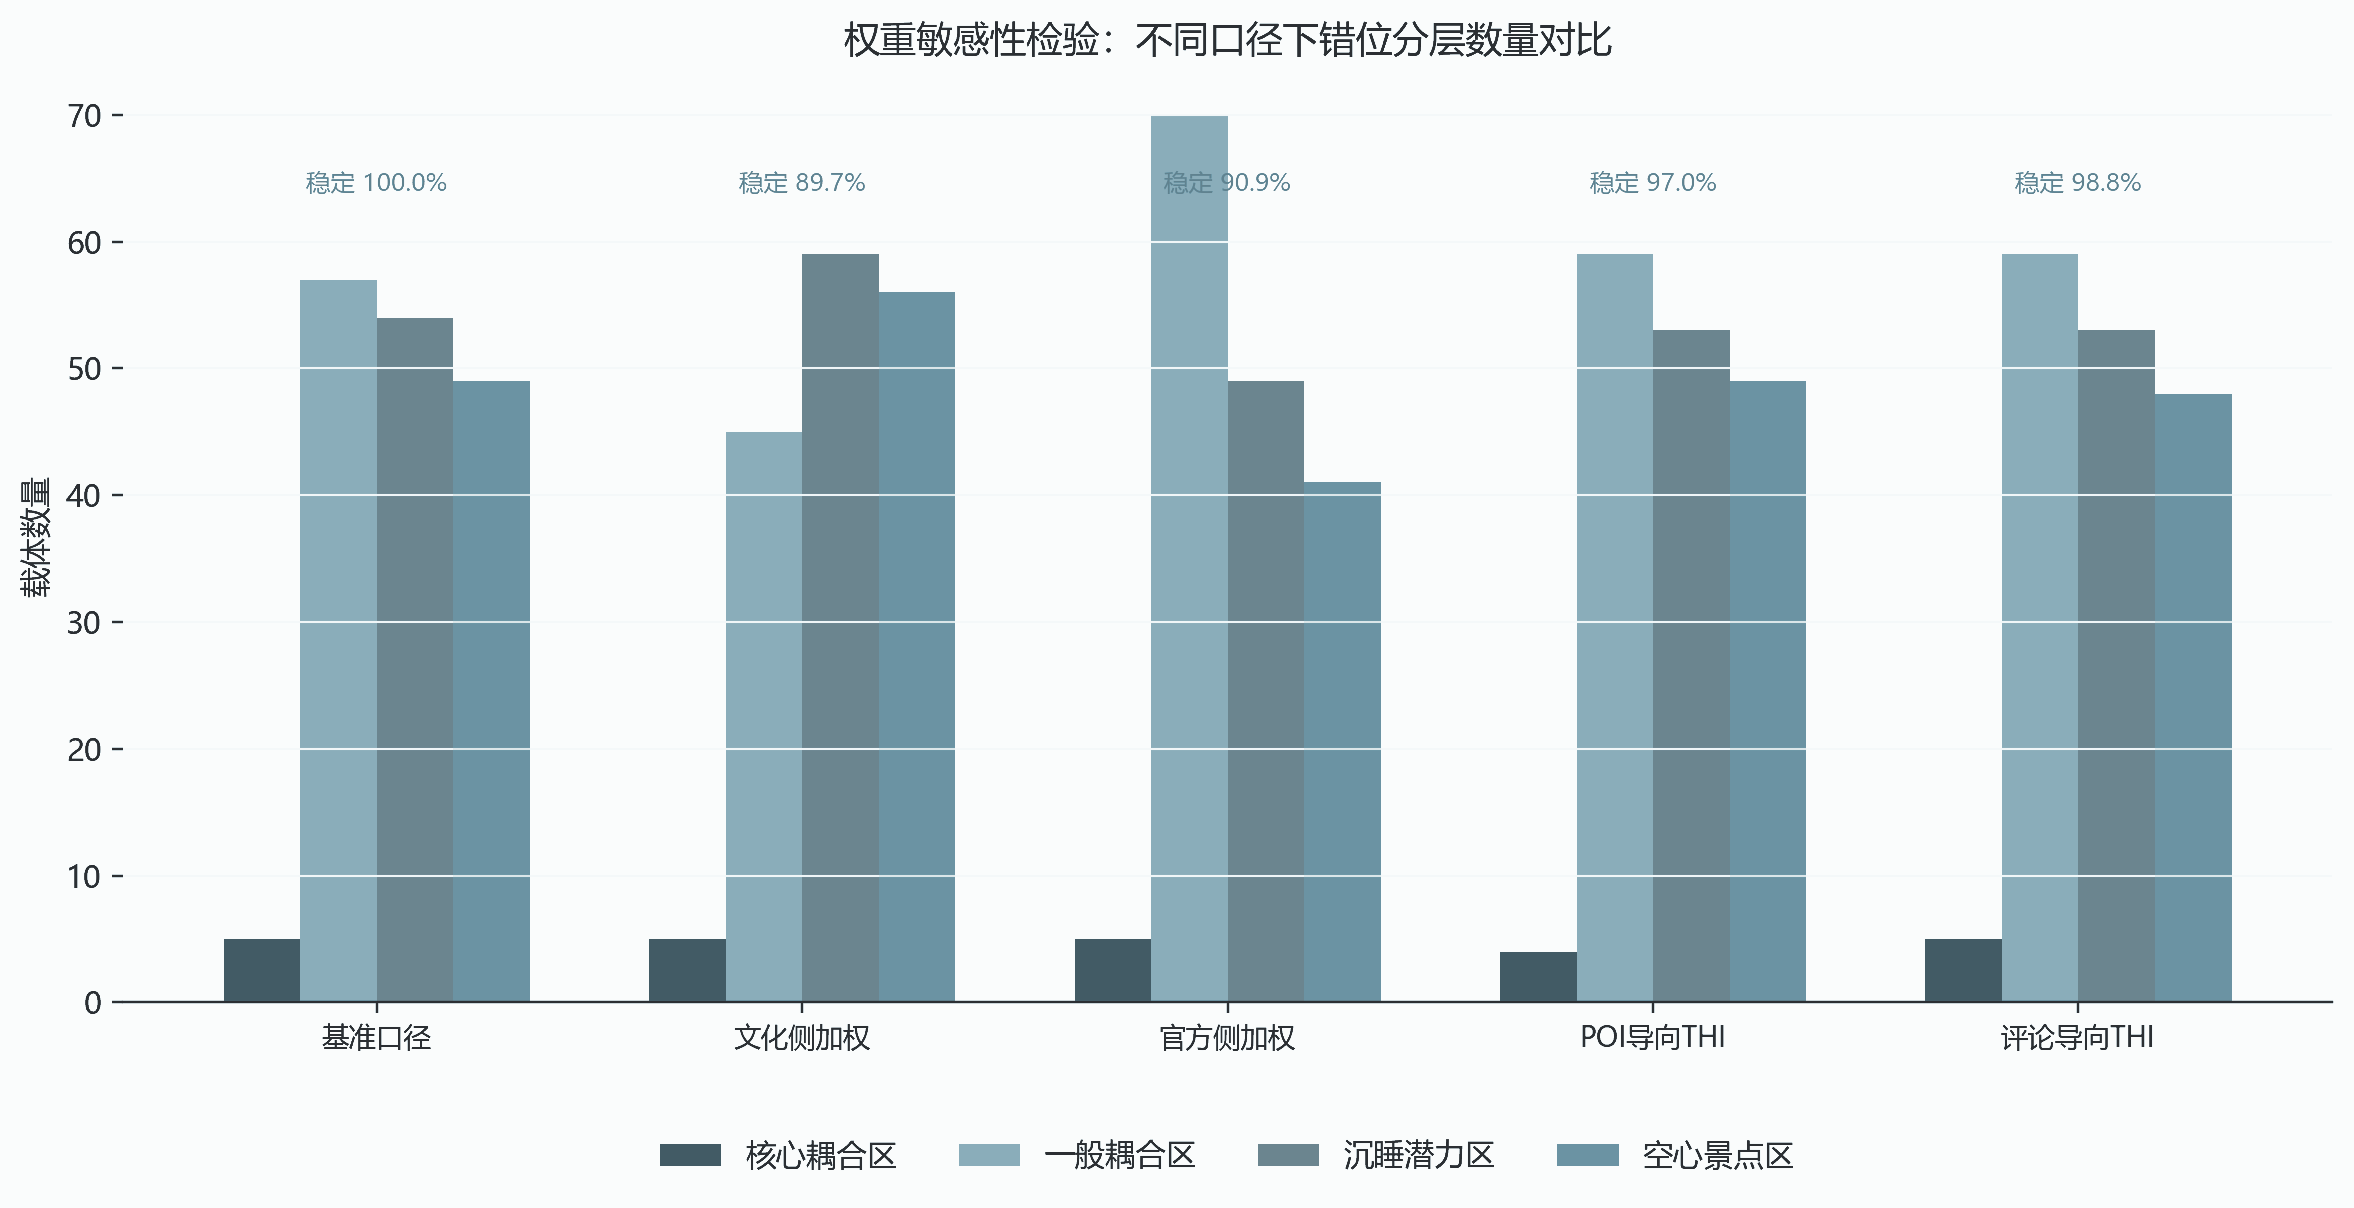 权重敏感性检验：不同口径下错位分层数量对比
载体数量
70
60
50
40
30
20
10
0
稳定 100.0%
稳定 89.7%
稳定 90.9%
稳定 97.0%
稳定 98.8%
基准口径
文化侧加权
官方侧加权
POI导向THI
评论导向THI
核心耦合区
一般耦合区
沉睡潜力区
空心景点区